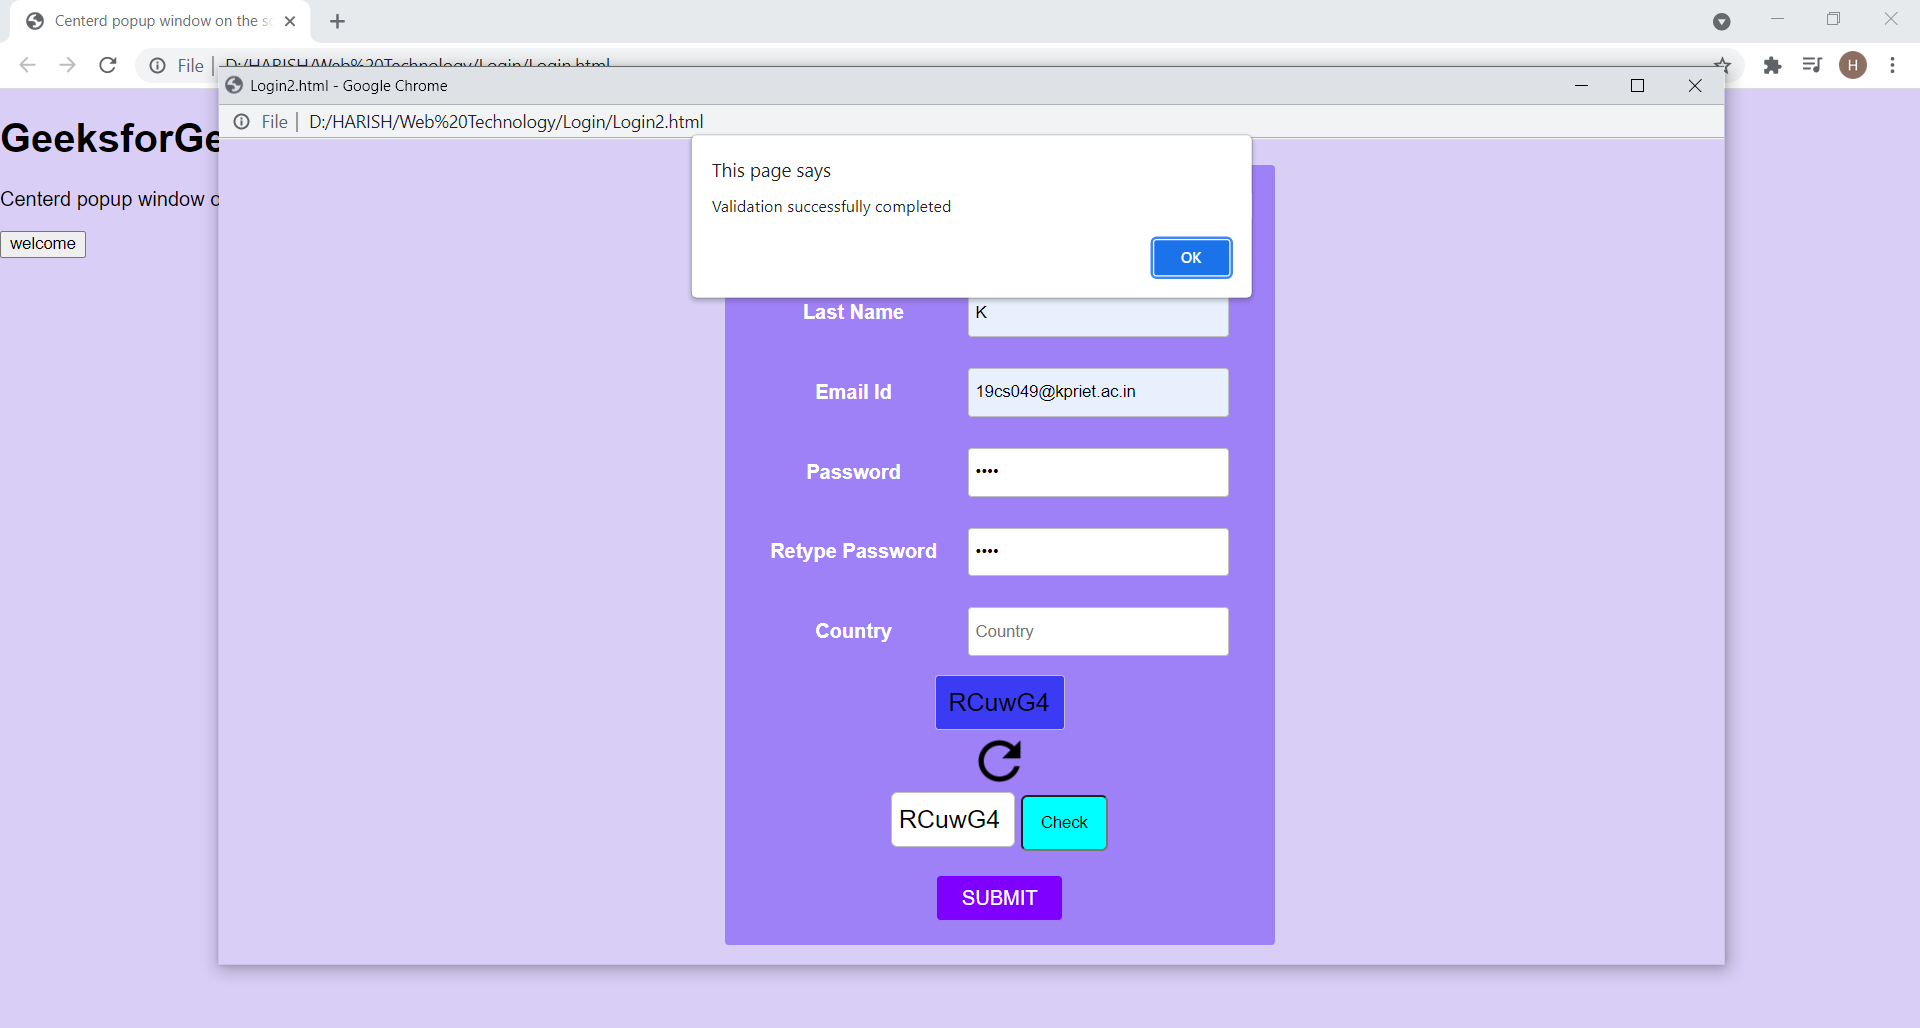 Centerd popup window on the sc
File
D:/HARISH/Web%20Technology/Login/Login.html
H
Login2.html - Google Chrome
File
D:/HARISH/Web%20Technology/Login/Login2.html
GeeksforGe
Centerd popup window o
welcome
This page says
Validation successfully completed
OK
Last Name
K
Email Id
19cs049@kpriet.ac.in
Password
••••
Retype Password
••••
Country
Country
RCuwG4
RCuwG4
Check
SUBMIT